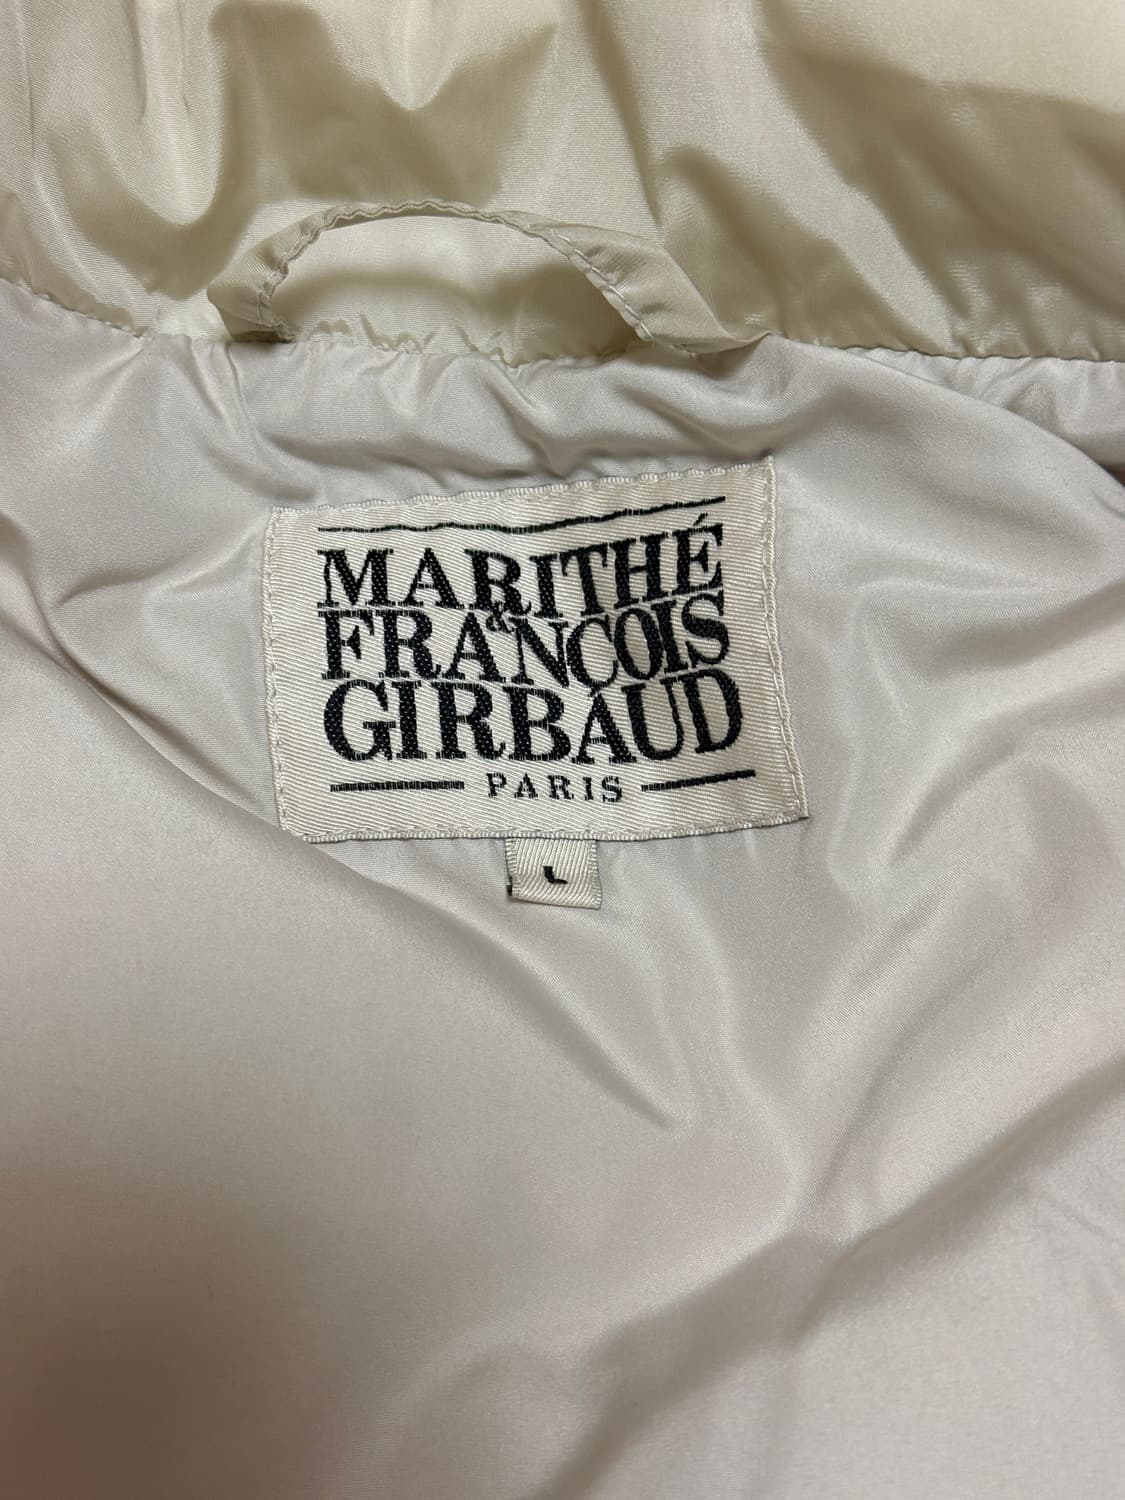 MARITHÉ
&
FRANÇOIS
GIRBAUD
PARIS
L